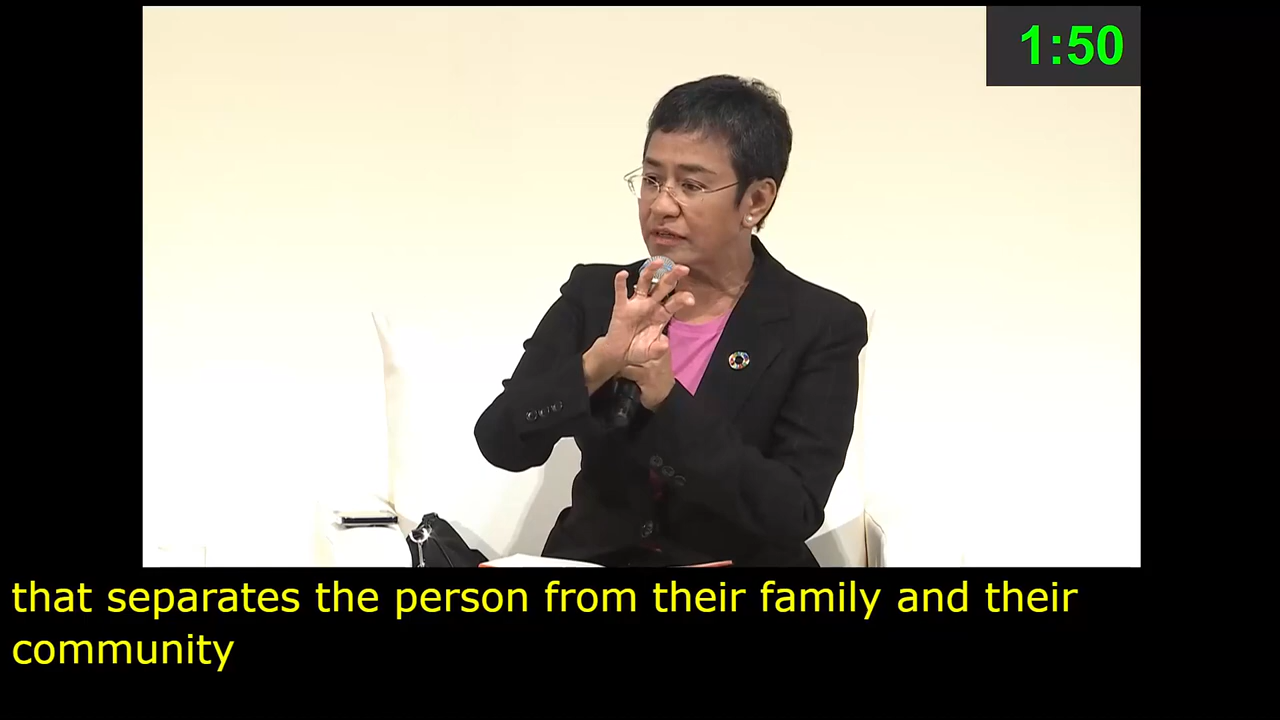 1:50
that separates the person from their family and their
community